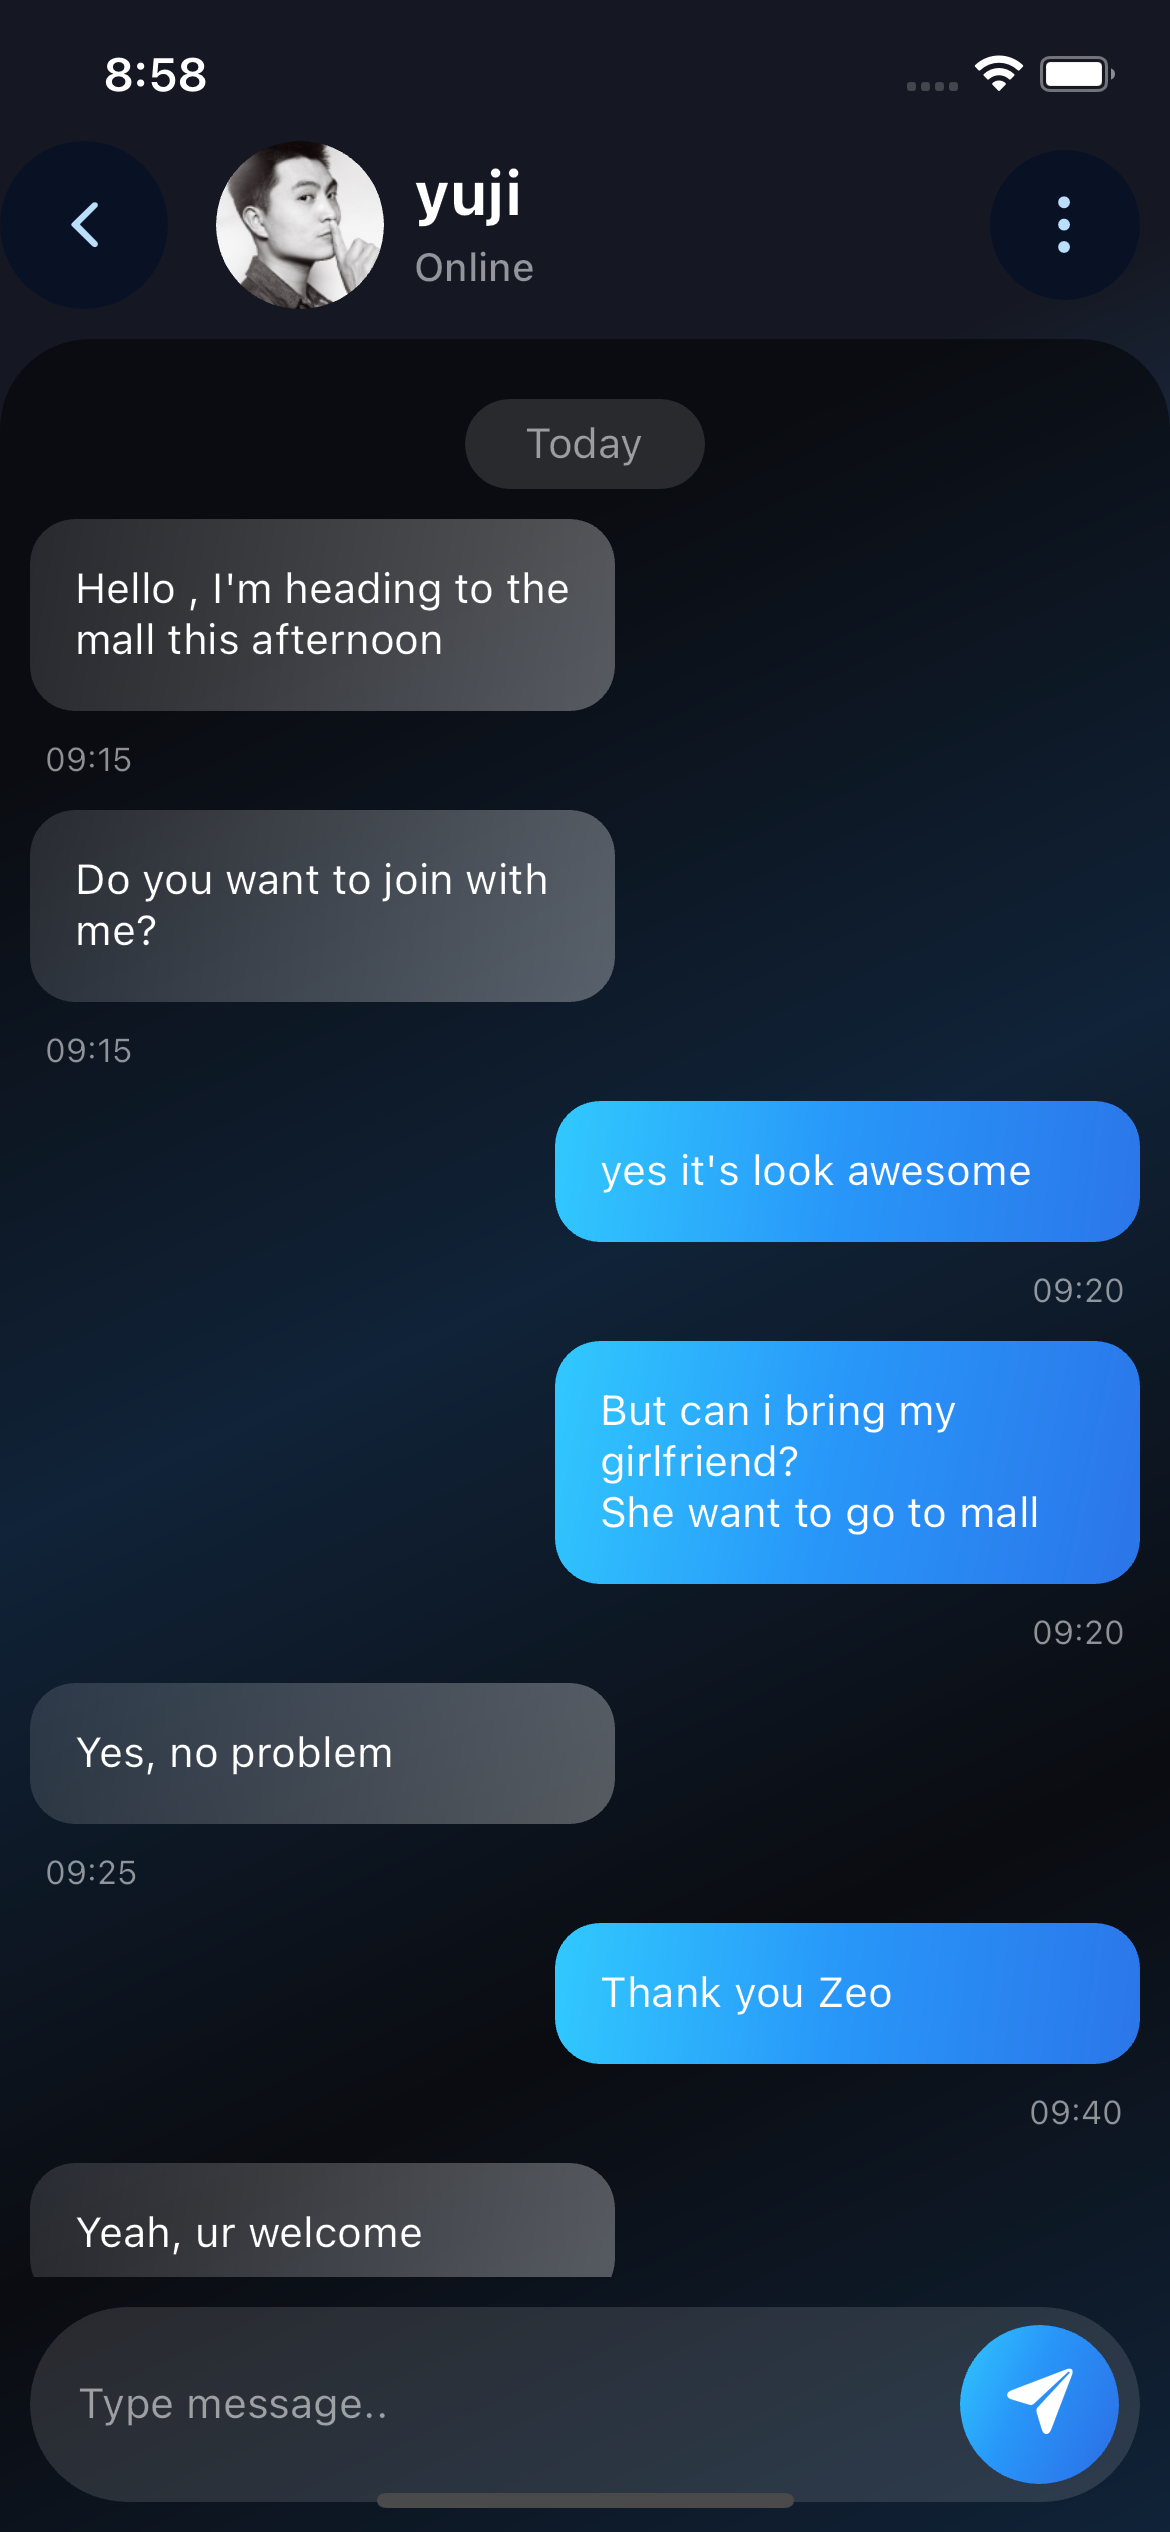 8:58
yuji
Online
Today
Hello , I'm heading to the
mall this afternoon
09:15
Do you want to join with
me?
09:15
yes it's look awesome
09:20
But can i bring my
girlfriend?
She want to go to mall
09:20
Yes, no problem
09:25
Thank you Zeo
09:40
Yeah, ur welcome
Type message..